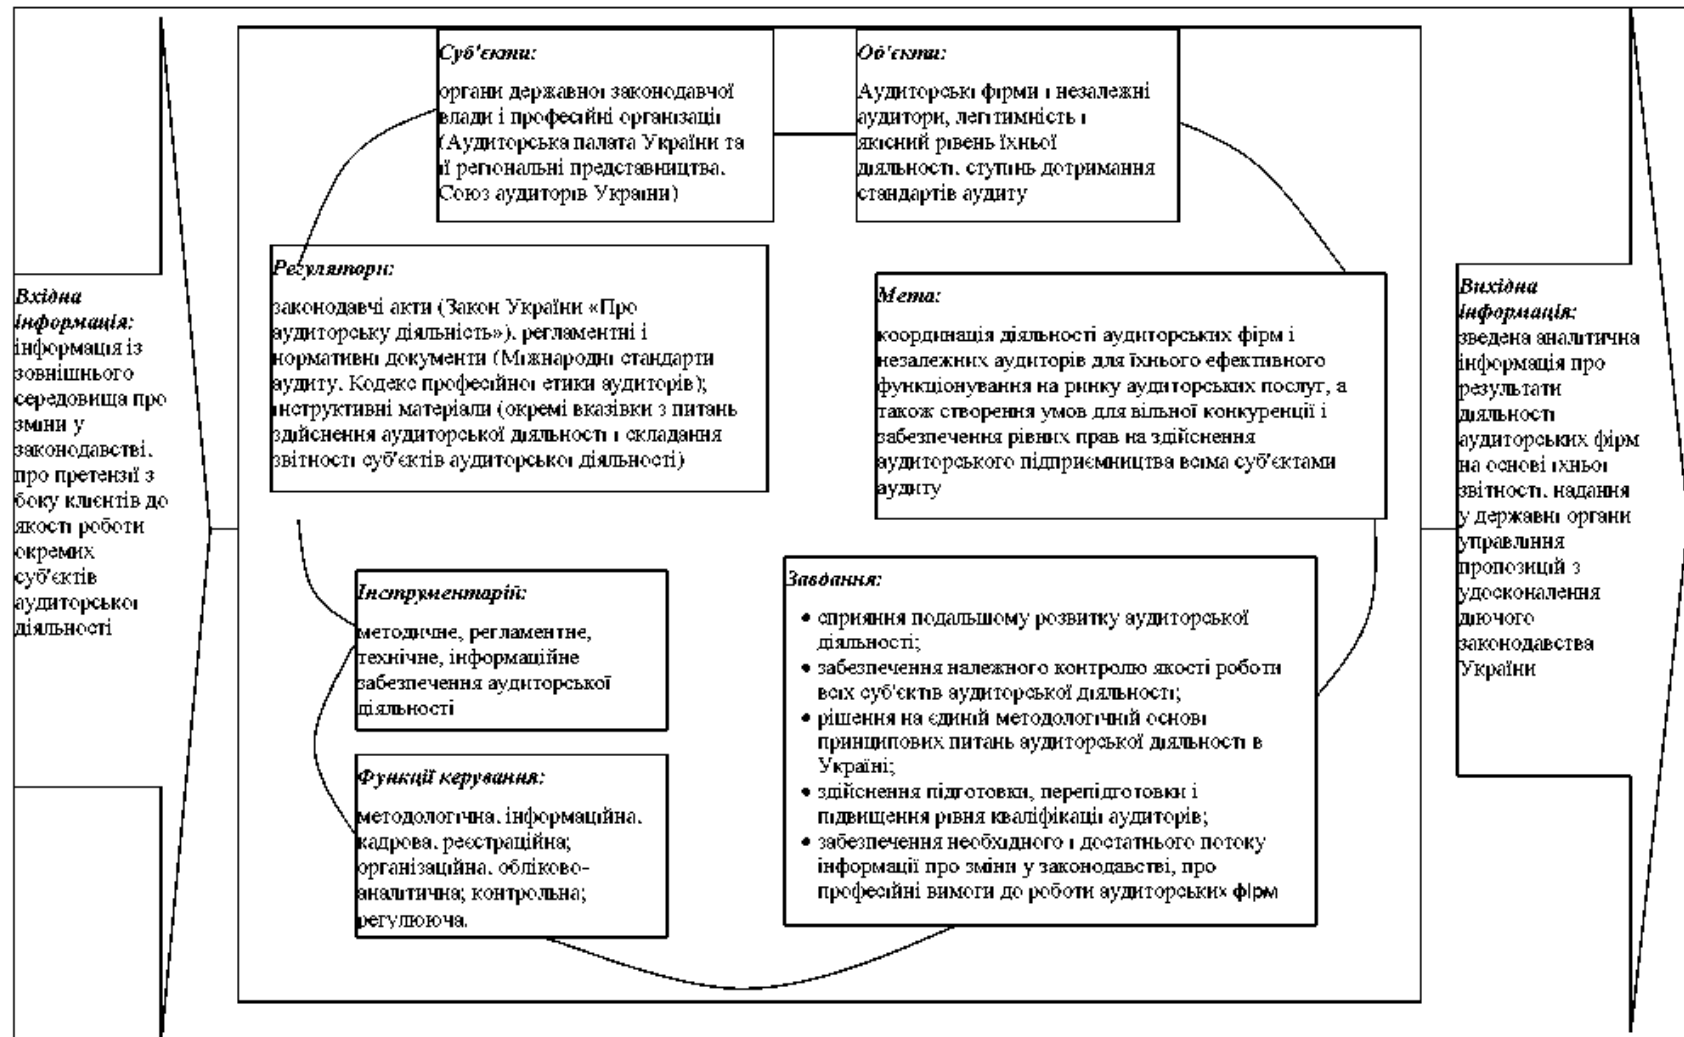 Вхідна
інформація:
інформація із
зовнішнього
середовища про
зміни у
законодавстві,
про претензії з
боку клієнтів до
якості роботи
окремих
суб'єктів
аудиторської
діяльності
Суб'єкти:
органи державної законодавчої
влади і професійні організації
(Аудиторська палата України та
її регіональні представництва,
Союз аудиторів України)
Об'єкти:
Аудиторські фірми і незалежні
аудитори, легітимність і
якісний рівень їхньої
діяльності, ступінь дотримання
стандартів аудиту
Регулятори:
законодавчі акти (Закон України «Про
аудиторську діяльність»), регламентні і
нормативні документи (Міжнародні стандарти
аудиту, Кодекс професійної етики аудиторів);
інструктивні матеріали (окремі вказівки з питань
здійснення аудиторської діяльності і складання
звітності суб'єктів аудиторської діяльності)
Мета:
координація діяльності аудиторських фірм і
незалежних аудиторів для їхнього ефективного
функціонування на ринку аудиторських послуг, а
також створення умов для вільної конкуренції і
забезпечення рівних прав на здійснення
аудиторського підприємництва всіма суб'єктами
аудиту
Інструментарій:
методичне, регламентне,
технічне, інформаційне
забезпечення аудиторської
діяльності
Функції керування:
методологічна, інформаційна,
кадрова, реєстраційна;
організаційна, обліково-
аналітична; контрольна;
регулююча.
Завдання:
• сприяння подальшому розвитку аудиторської
діяльності;
• забезпечення належного контролю якості роботи
всіх суб'єктів аудиторської діяльності;
• рішення на єдиній методологічній основі
принципових питань аудиторської діяльності в
Україні;
• здійснення підготовки, перепідготовки і
підвищення рівня кваліфікації аудиторів;
• забезпечення необхідного і достатнього потоку
інформації про зміни у законодавстві, про
професійні вимоги до роботи аудиторських фірм
Вихідна
інформація:
зведена аналітична
інформація про
результати
діяльності
аудиторських фірм
на основі їхньої
звітності, надання
у державні органи
управління
пропозицій з
удосконалення
діючого
законодавства
України